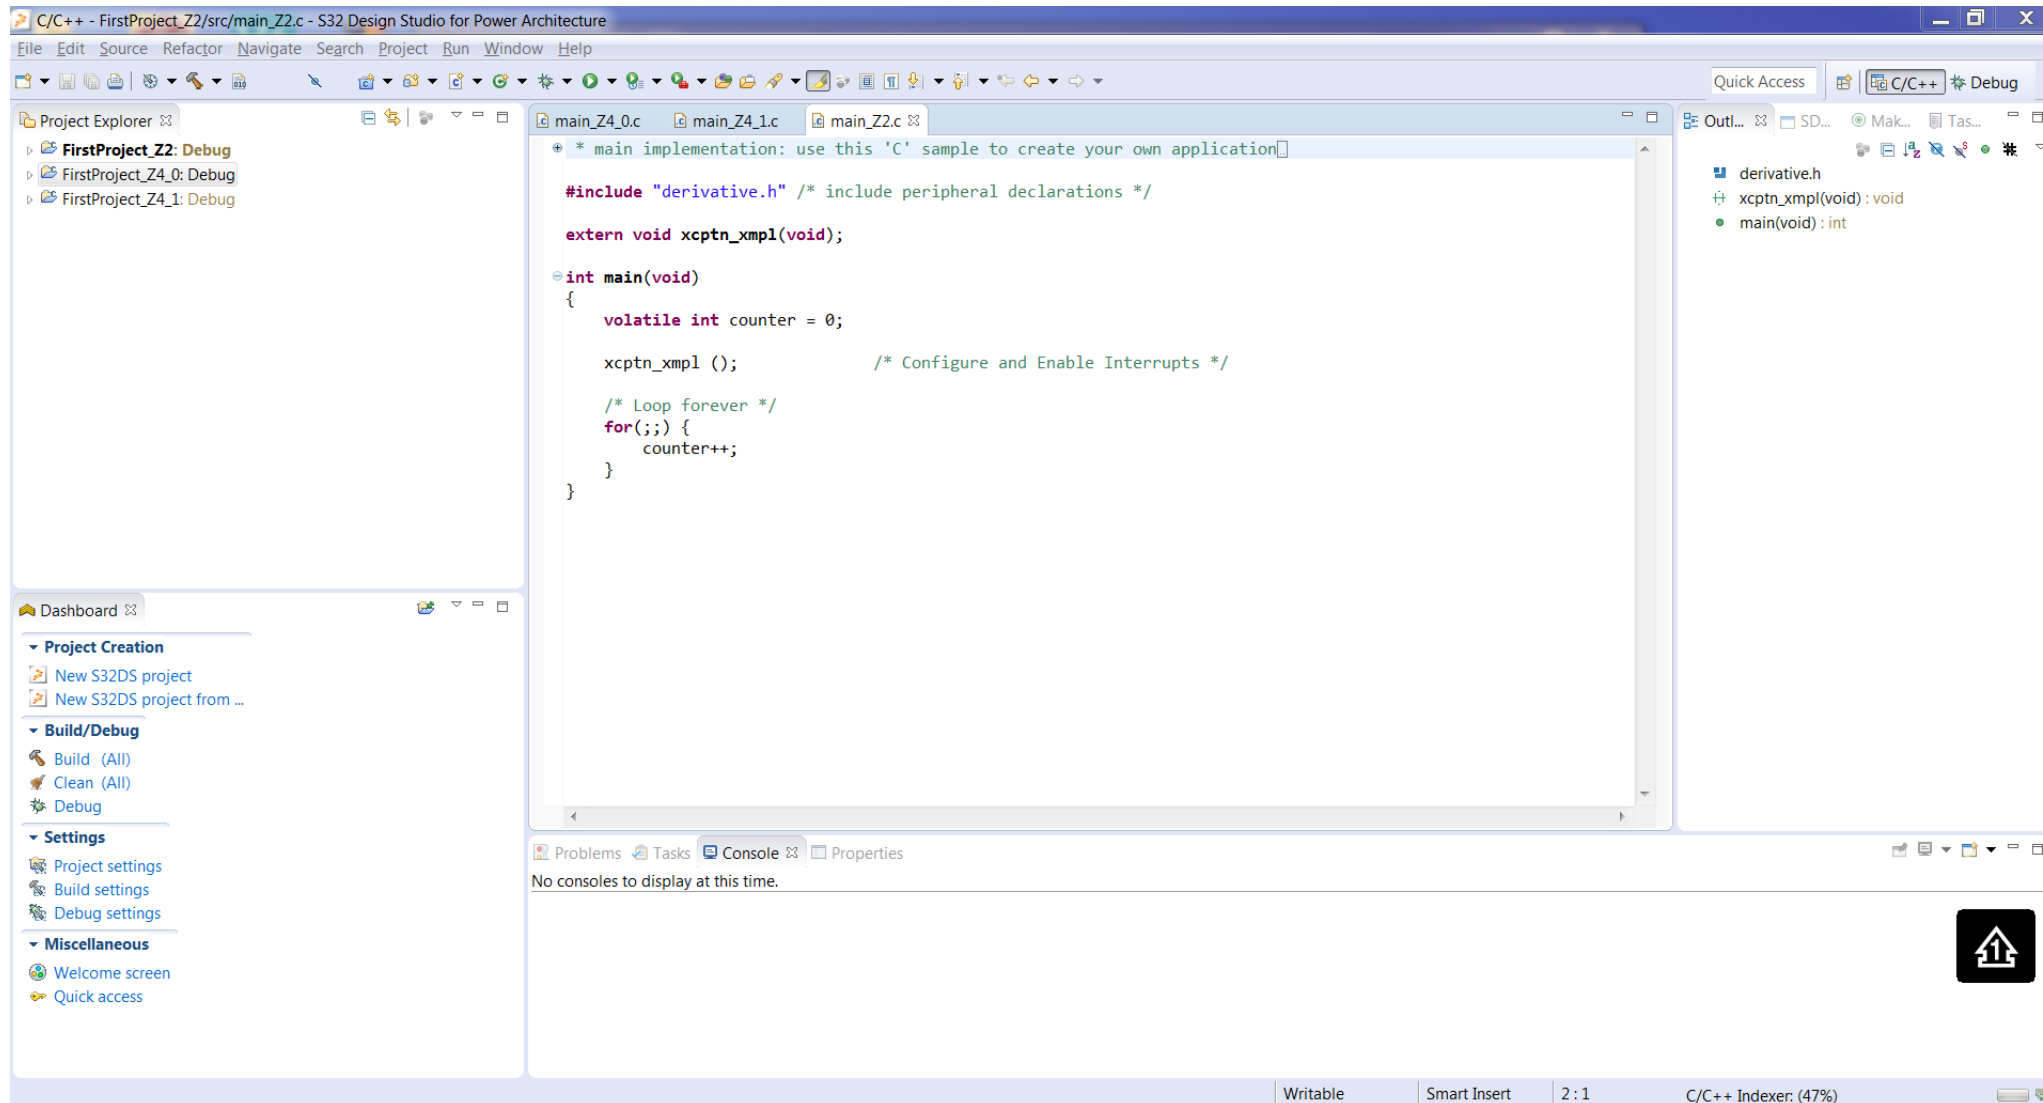 C/C++ - FirstProject_Z2/src/main_Z2.c - S32 Design Studio for Power Architecture
File Edit Source Refactor Navigate Search Project Run Window Help
Quick Access C/C++ Debug
Project Explorer
FirstProject_Z2: Debug
FirstProject_Z4_0: Debug
FirstProject_Z4_1: Debug
main_Z4_0.c main_Z4_1.c main_Z2.c
* main implementation: use this 'C' sample to create your own application
#include "derivative.h" /* include peripheral declarations */
extern void xcptn_xmpl(void);
int main(void)
{
volatile int counter = 0;
xcptn_xmpl (); /* Configure and Enable Interrupts */
/* Loop forever */
for(;;) {
counter++;
}
}
Outl... SD... Mak... Tas...
derivative.h
xcptn_xmpl(void) : void
main(void) : int
Dashboard
Project Creation
New S32DS project
New S32DS project from ...
Build/Debug
Build (All)
Clean (All)
Debug
Settings
Project settings
Build settings
Debug settings
Miscellaneous
Welcome screen
Quick access
Problems Tasks Console Properties
No consoles to display at this time.
1
Writable Smart Insert 2 : 1 C/C++ Indexer: (47%)